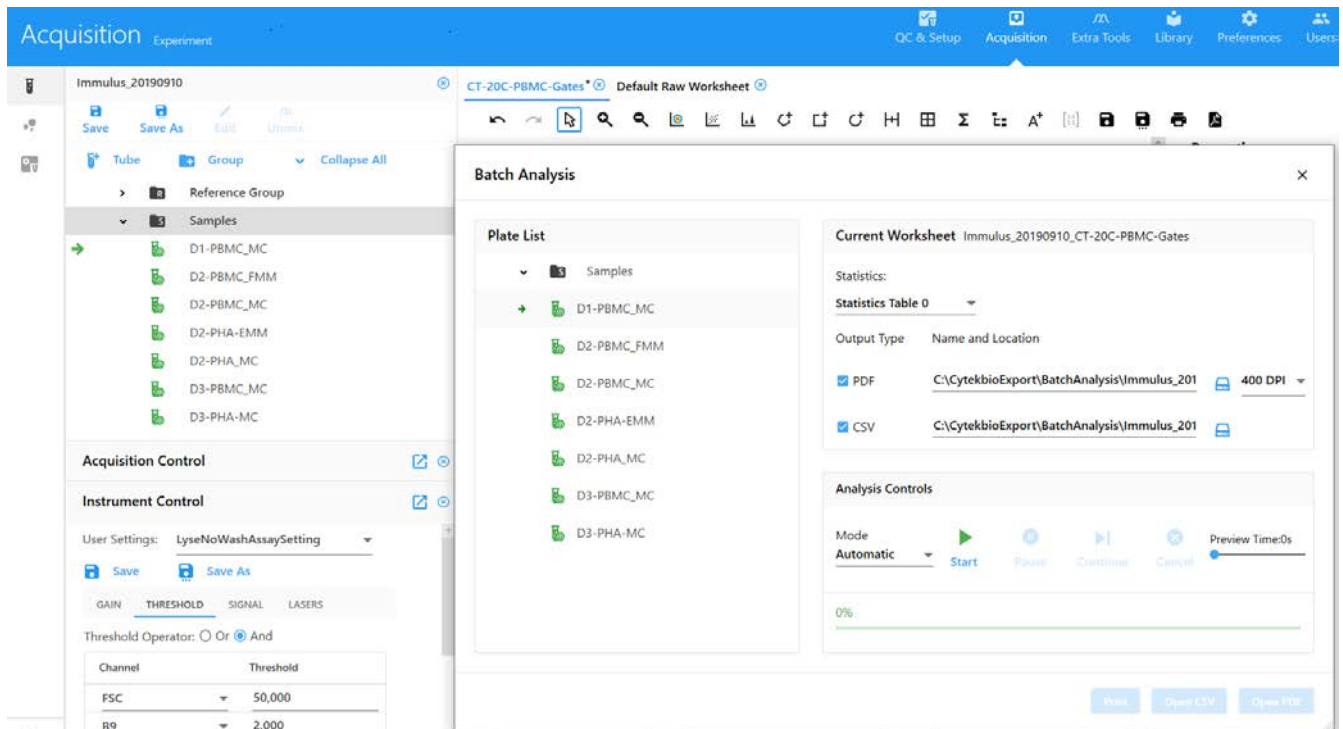 Acquisition Experiment
QC & Setup Acquisition Extra Tools Library Preferences Users
Immulus_20190910
Save Save As Edit Unmix
Tube Group Collapse All
Reference Group
Samples
D1-PBMC_MC
D2-PBMC_FMM
D2-PBMC_MC
D2-PHA-EMM
D2-PHA_MC
D3-PBMC_MC
D3-PHA-MC
Acquisition Control
Instrument Control
User Settings: LyseNoWashAssaySetting
Save Save As
GAIN THRESHOLD SIGNAL LASERS
Threshold Operator: Or And
Channel Threshold
FSC 50,000
B9 2,000
CT-20C-PBMC-Gates* Default Raw Worksheet
Batch Analysis
Plate List
Samples
D1-PBMC_MC
D2-PBMC_FMM
D2-PBMC_MC
D2-PHA-EMM
D2-PHA_MC
D3-PBMC_MC
D3-PHA-MC
Current Worksheet Immulus_20190910_CT-20C-PBMC-Gates
Statistics:
Statistics Table 0
Output Type Name and Location
PDF C:\CytekbioExport\BatchAnalysis\Immulus_201 400 DPI
CSV C:\CytekbioExport\BatchAnalysis\Immulus_201
Analysis Controls
Mode
Automatic
Start Pause Continue Cancel Preview Time:0s
0%
Print Open CSV Open PDF